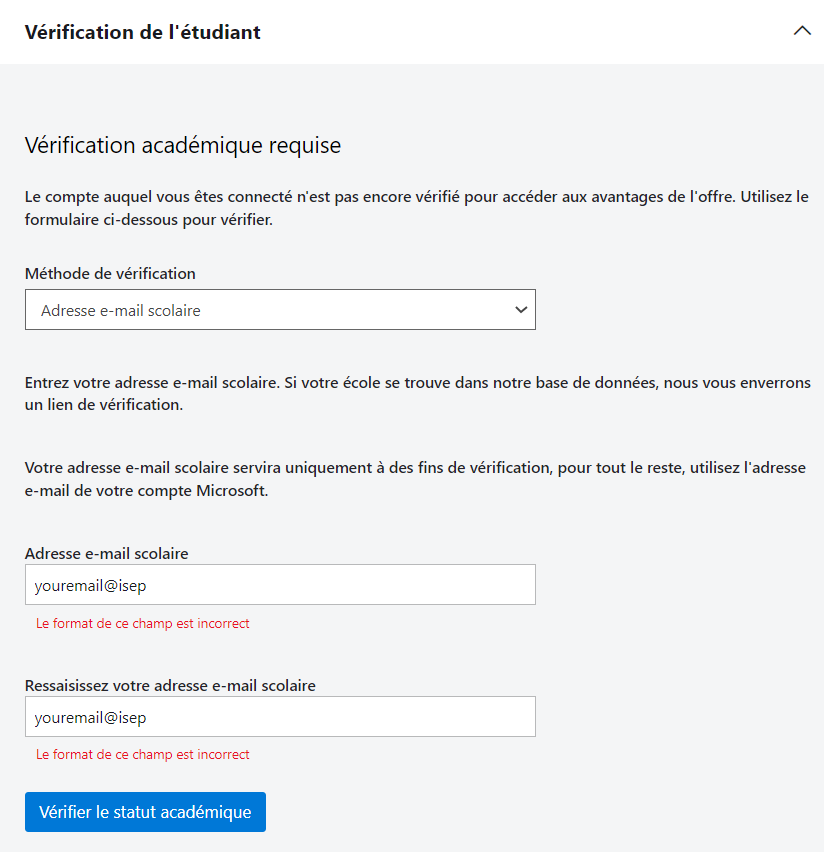 Vérification de l'étudiant
Vérification académique requise
Le compte auquel vous êtes connecté n'est pas encore vérifié pour accéder aux avantages de l'offre. Utilisez le
formulaire ci-dessous pour vérifier.
Méthode de vérification
Adresse e-mail scolaire
Entrez votre adresse e-mail scolaire. Si votre école se trouve dans notre base de données, nous vous enverrons
un lien de vérification.
Votre adresse e-mail scolaire servira uniquement à des fins de vérification, pour tout le reste, utilisez l'adresse
e-mail de votre compte Microsoft.
Adresse e-mail scolaire
youremail@isep
Le format de ce champ est incorrect
Ressaisissez votre adresse e-mail scolaire
youremail@isep
Le format de ce champ est incorrect
Vérifier le statut académique